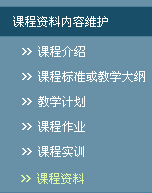 课程资料内容维护
>> 课程介绍
>> 课程标准或教学大纲
>> 教学计划
>> 课程作业
>> 课程实训
>> 课程资料